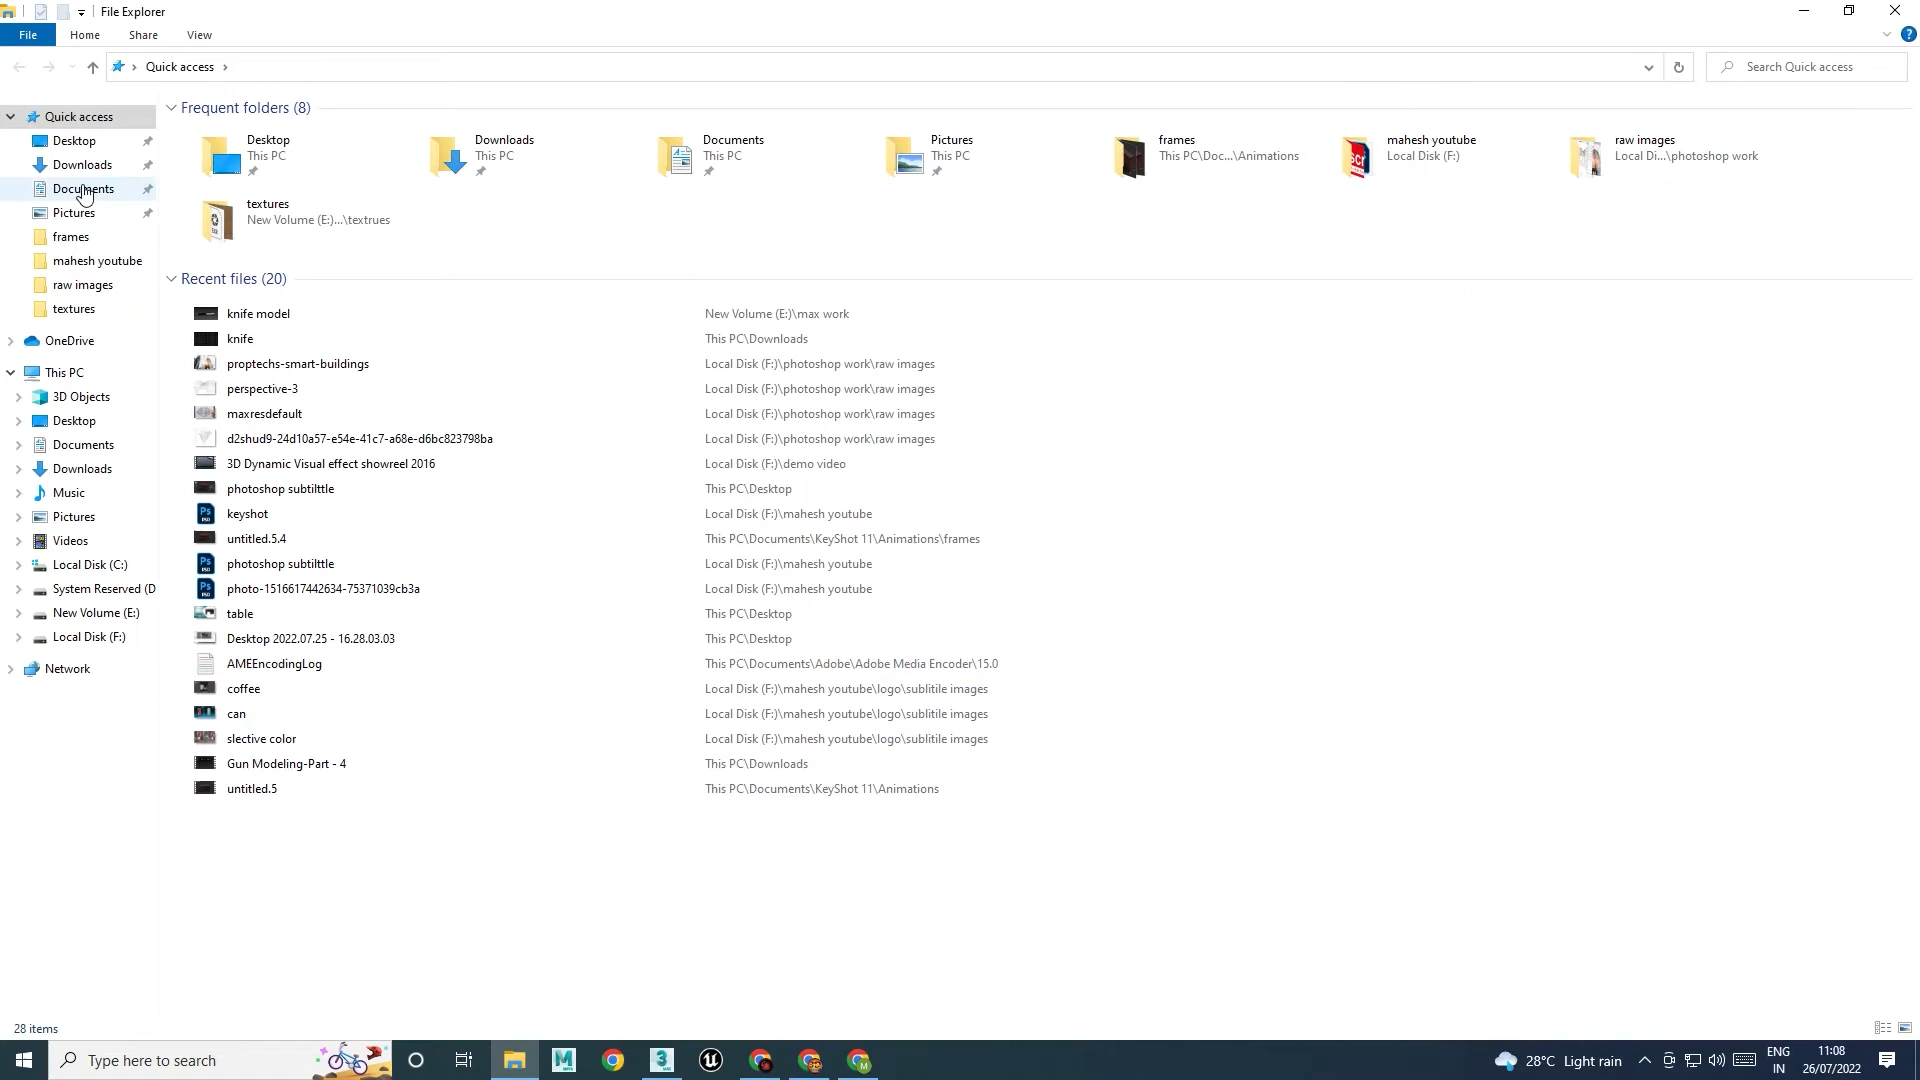 File Explorer
File Home Share View
Quick access
Search Quick access
Quick access
Desktop
Downloads
Documents
Pictures
frames
mahesh youtube
raw images
textures
OneDrive
This PC
3D Objects
Desktop
Documents
Downloads
Music
Pictures
Videos
Local Disk (C:)
System Reserved (D
New Volume (E:)
Local Disk (F:)
Network
Frequent folders (8)
Desktop
This PC
Downloads
This PC
Documents
This PC
Pictures
This PC
frames
This PC\Doc...\Animations
mahesh youtube
Local Disk (F:)
raw images
Local Di...\photoshop work
textures
New Volume (E:)...\textrues
Recent files (20)
knife model New Volume (E:)\max work
knife This PC\Downloads
proptechs-smart-buildings Local Disk (F:)\photoshop work\raw images
perspective-3 Local Disk (F:)\photoshop work\raw images
maxresdefault Local Disk (F:)\photoshop work\raw images
d2shud9-24d10a57-e54e-41c7-a68e-d6bc823798ba Local Disk (F:)\photoshop work\raw images
3D Dynamic Visual effect showreel 2016 Local Disk (F:)\demo video
photoshop subtilttle This PC\Desktop
keyshot Local Disk (F:)\mahesh youtube
untitled.5.4 This PC\Documents\KeyShot 11\Animations\frames
photoshop subtilttle Local Disk (F:)\mahesh youtube
photo-1516617442634-75371039cb3a Local Disk (F:)\mahesh youtube
table This PC\Desktop
Desktop 2022.07.25 - 16.28.03.03 This PC\Desktop
AMEEncodingLog This PC\Documents\Adobe\Adobe Media Encoder\15.0
coffee Local Disk (F:)\mahesh youtube\logo\sublitile images
can Local Disk (F:)\mahesh youtube\logo\sublitile images
slective color Local Disk (F:)\mahesh youtube\logo\sublitile images
Gun Modeling-Part - 4 This PC\Downloads
untitled.5 This PC\Documents\KeyShot 11\Animations
28 items
Type here to search
28°C Light rain
ENG
IN
11:08
26/07/2022